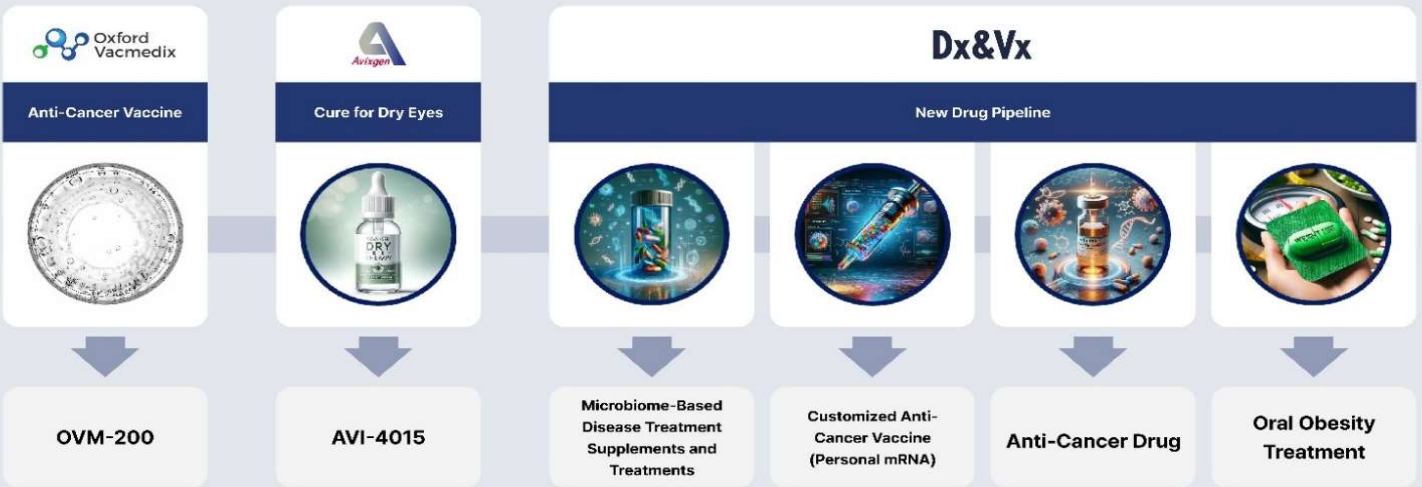 Oxford
Vacmedix
Avixgen
Dx&Vx
Anti-Cancer Vaccine
Cure for Dry Eyes
New Drug Pipeline
DRY
OVM-200
AVI-4015
Microbiome-Based
Disease Treatment
Supplements and
Treatments
Customized Anti-
Cancer Vaccine
(Personal mRNA)
Anti-Cancer Drug
Oral Obesity
Treatment